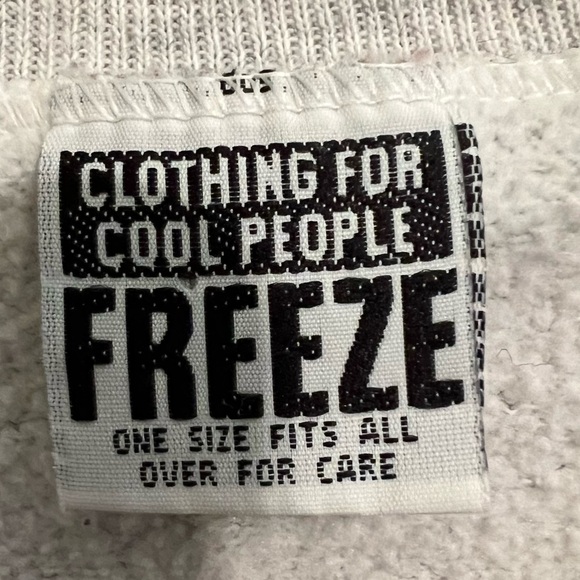 CLOTHING FOR
COOL PEOPLE
FREEZE
ONE SIZE FITS ALL
OVER FOR CARE